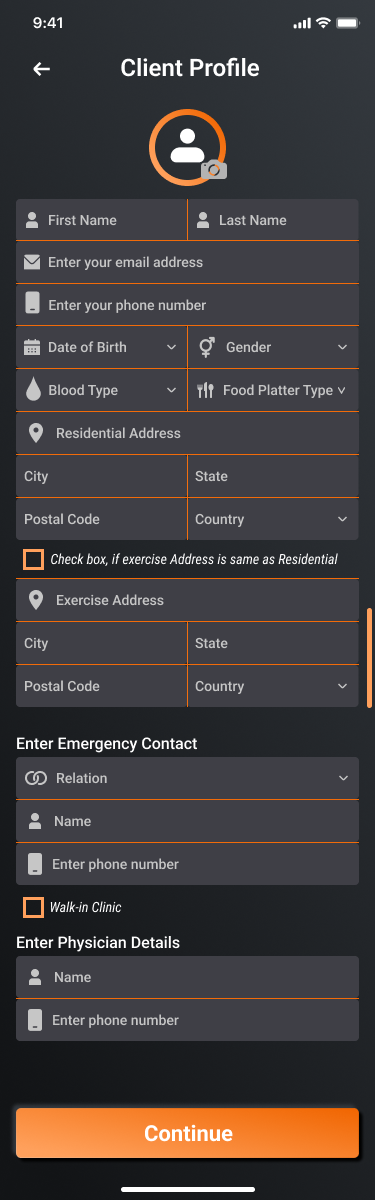 9:41
Client Profile
First Name Last Name
Enter your email address
Enter your phone number
Date of Birth Gender
Blood Type Food Platter Type
Residential Address
City State
Postal Code Country
Check box, if exercise Address is same as Residential
Exercise Address
City State
Postal Code Country
Enter Emergency Contact
Relation
Name
Enter phone number
Walk-in Clinic
Enter Physician Details
Name
Enter phone number
Continue